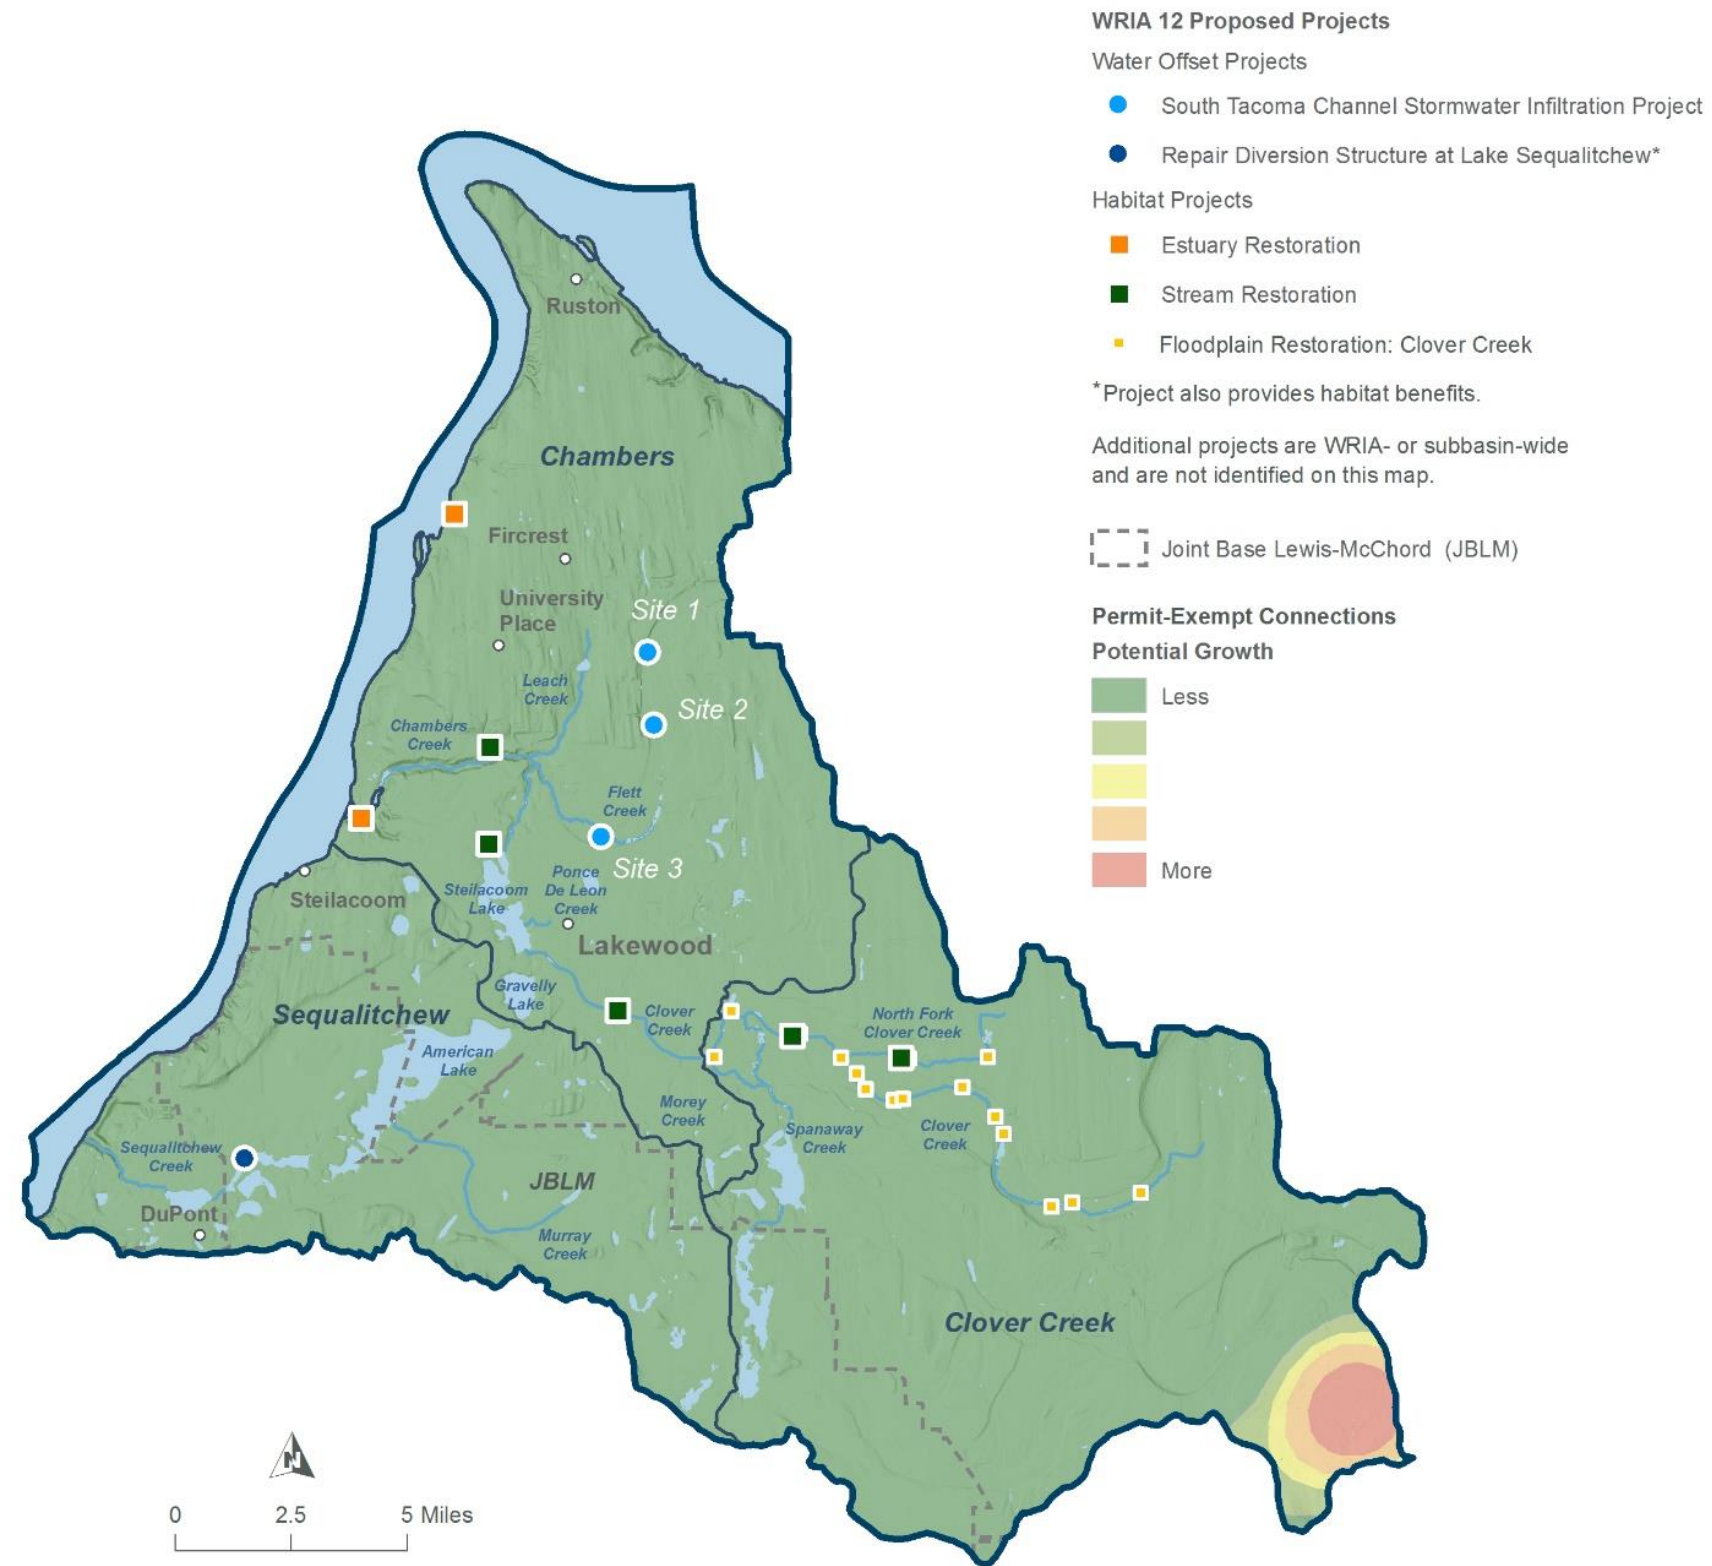 WRIA 12 Proposed Projects
Water Offset Projects
South Tacoma Channel Stormwater Infiltration Project
Repair Diversion Structure at Lake Sequalitchew*
Habitat Projects
Estuary Restoration
Stream Restoration
Floodplain Restoration: Clover Creek
*Project also provides habitat benefits.
Additional projects are WRIA- or subbasin-wide
and are not identified on this map.
Joint Base Lewis-McChord (JBLM)
Permit-Exempt Connections
Potential Growth
Less
More
Ruston
Chambers
Fircrest
University
Place
Site 1
Leach
Creek
Site 2
Chambers
Creek
Flett
Creek
Site 3
Steilacoom
Steilacoom
Lake
Ponce
De Leon
Creek
Lakewood
Gravelly
Lake
Clover
Creek
North Fork
Clover Creek
Sequalitchew
American
Lake
Morey
Creek
Spanaway
Creek
Clover
Creek
Sequalitchew
Creek
JBLM
DuPont
Murray
Creek
Clover Creek
N
0 2.5 5 Miles